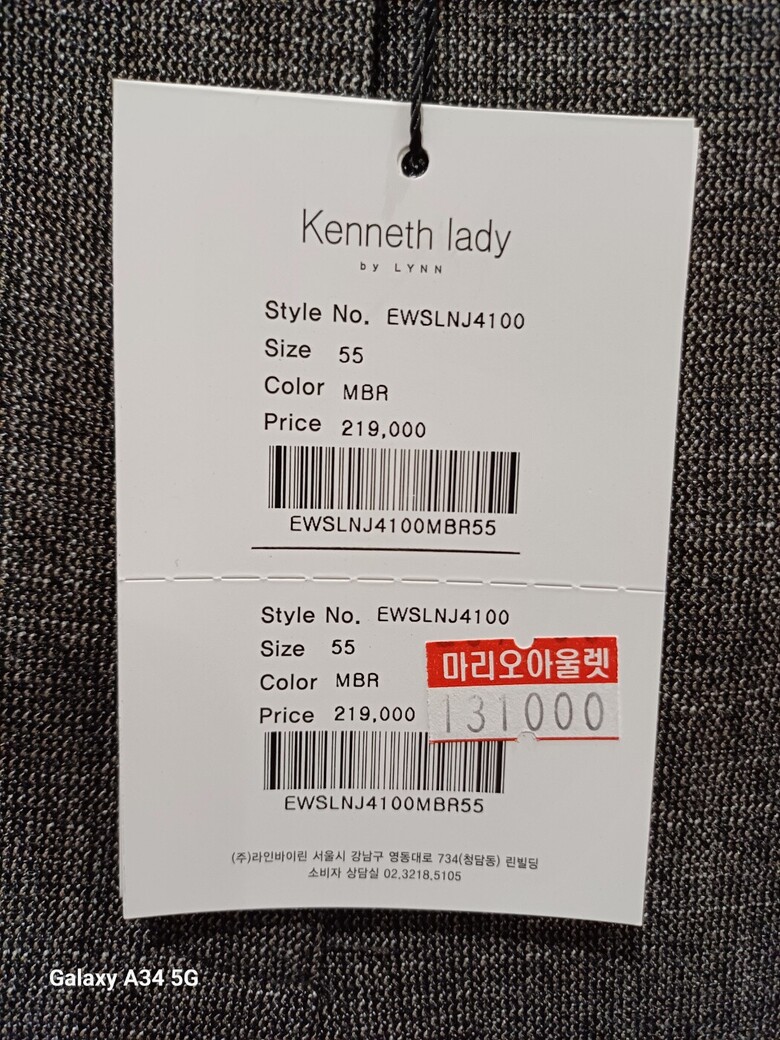 Kenneth lady
by LYNN
Style No. EWSLNJ4100
Size 55
Color MBR
Price 219,000
EWSLNJ4100MBR55
Style No. EWSLNJ4100
Size 55
Color MBR
Price 219,000
마리오아울렛
131000
EWSLNJ4100MBR55
(주)라인바이린 서울시 강남구 영동대로 734(청담동) 린빌딩
소비자 상담실 02.3218.5105
Galaxy A34 5G